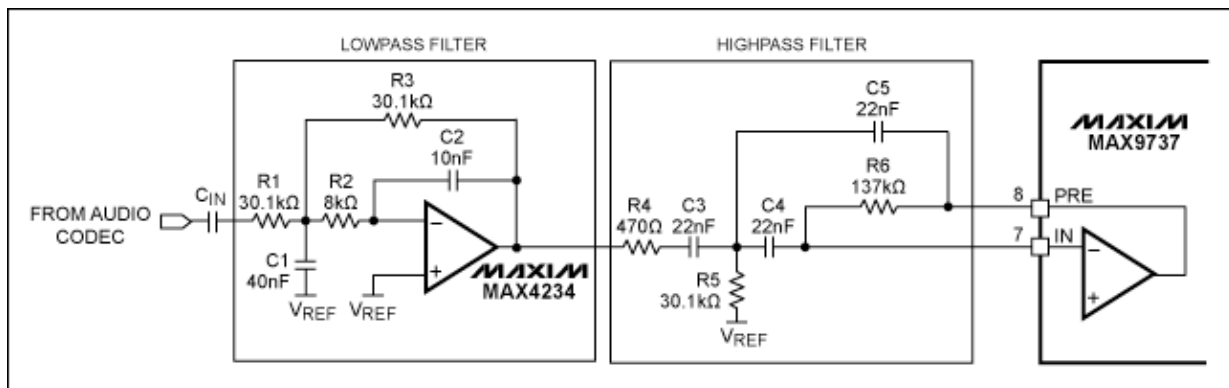 LOWPASS FILTER
HIGHPASS FILTER
R3
30.1kΩ
C2
10nF
C5
22nF
MAXIM
MAX9737
R6
137kΩ
CIN
R1
30.1kΩ
R2
8kΩ
FROM AUDIO
CODEC
R4
470Ω
C3
22nF
C4
22nF
8
PRE
7
IN
−
+
−
+
C1
40nF
MAXIM
MAX4234
R5
30.1kΩ
VREF
VREF
VREF